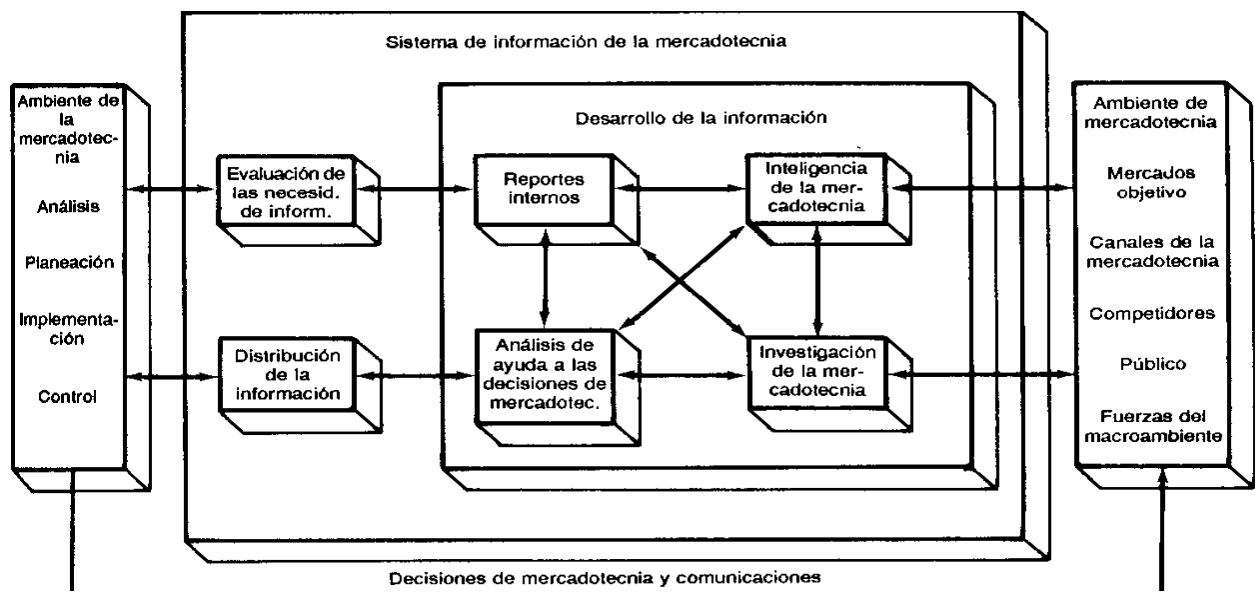 Sistema de información de la mercadotecnia
Ambiente de
la
mercadotec-
nia
Análisis
Planeación
Implementa-
ción
Control
Evaluación de
las necesid.
de inform.
Distribución
de la
información
Desarrollo de la información
Reportes
internos
Inteligencia
de la mer-
cadotecnia
Análisis de
ayuda a las
decisiones de
mercadotec.
Investigación
de la mer-
cadotecnia
Ambiente de
mercadotecnia
Mercados
objetivo
Canales de la
mercadotecnia
Competidores
Público
Fuerzas del
macroambiente
Decisiones de mercadotecnia y comunicaciones